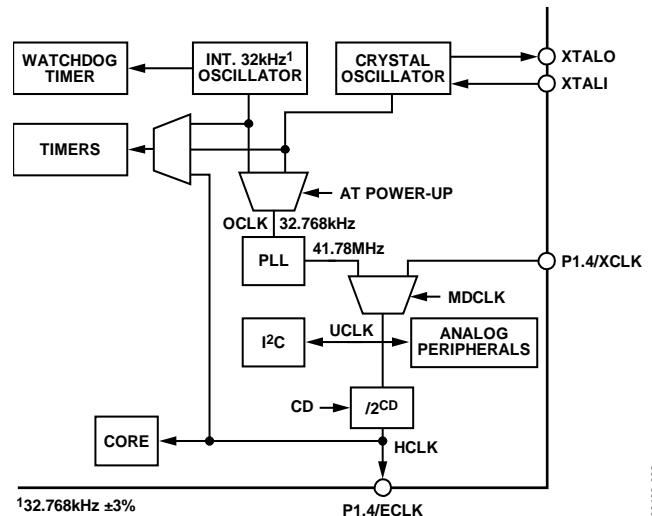 WATCHDOG
TIMER
INT. 32kHz¹
OSCILLATOR
CRYSTAL
OSCILLATOR
XTALO
XTALI
TIMERS
AT POWER-UP
OCLK 32.768kHz
PLL
41.78MHz
P1.4/XCLK
MDCLK
I²C
UCLK
ANALOG
PERIPHERALS
CD
/2ᶜᴰ
CORE
HCLK
¹32.768kHz ±3%
P1.4/ECLK